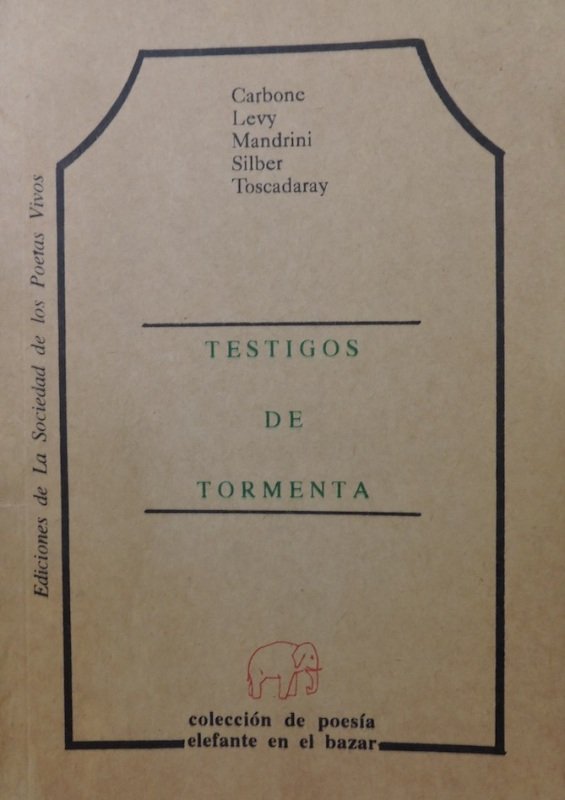 Carbone
Levy
Mandrini
Silber
Toscadaray
Ediciones de La Sociedad de los Poetas Vivos
TESTIGOS
DE
TORMENTA
colección de poesía
elefante en el bazar